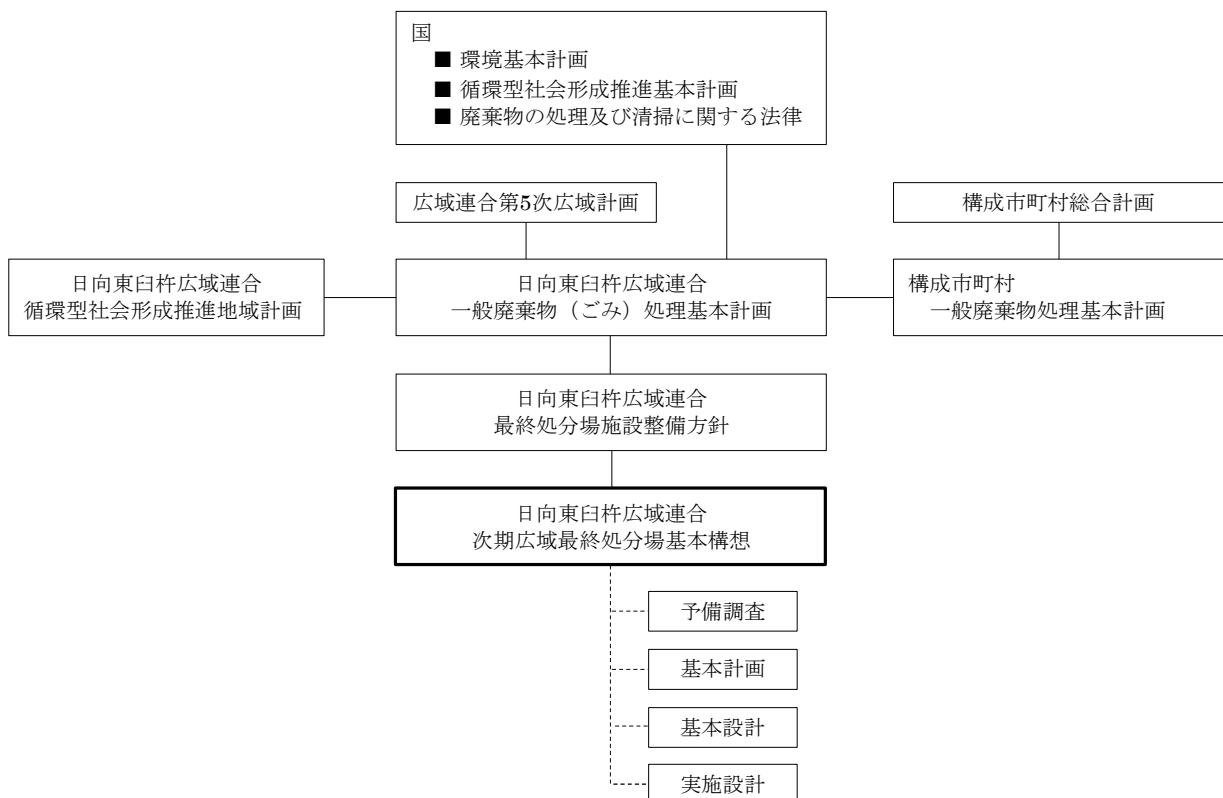 国
■ 環境基本計画
■ 循環型社会形成推進基本計画
■ 廃棄物の処理及び清掃に関する法律
広域連合第5次広域計画
構成市町村総合計画
日向東臼杵広域連合
循環型社会形成推進地域計画
日向東臼杵広域連合
一般廃棄物（ごみ）処理基本計画
構成市町村
一般廃棄物処理基本計画
日向東臼杵広域連合
最終処分場施設整備方針
日向東臼杵広域連合
次期広域最終処分場基本構想
予備調査
基本計画
基本設計
実施設計